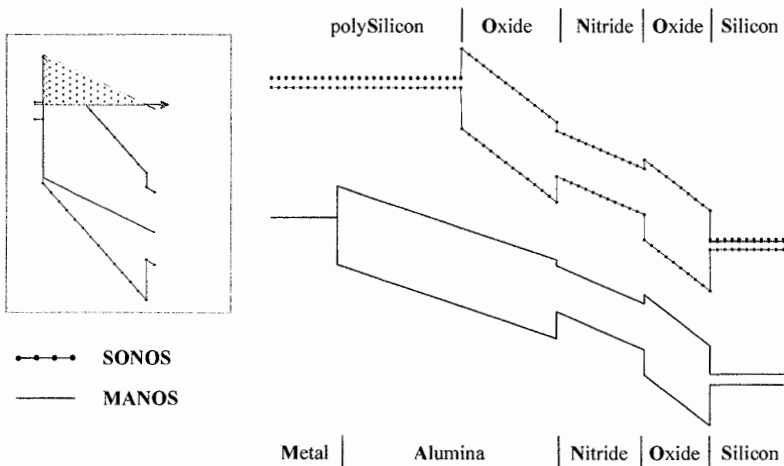 polySilicon | Oxide | Nitride | Oxide | Silicon
SONOS
MANOS
Metal | Alumina | Nitride | Oxide | Silicon